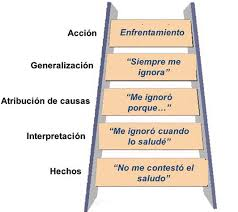 Acción
Enfrentamiento
Generalización
“Siempre me
ignora”
Atribución de causas
“Me ignoró
porque…”
Interpretación
“Me ignoró cuando
lo saludé”
Hechos
“No me contestó el
saludo”